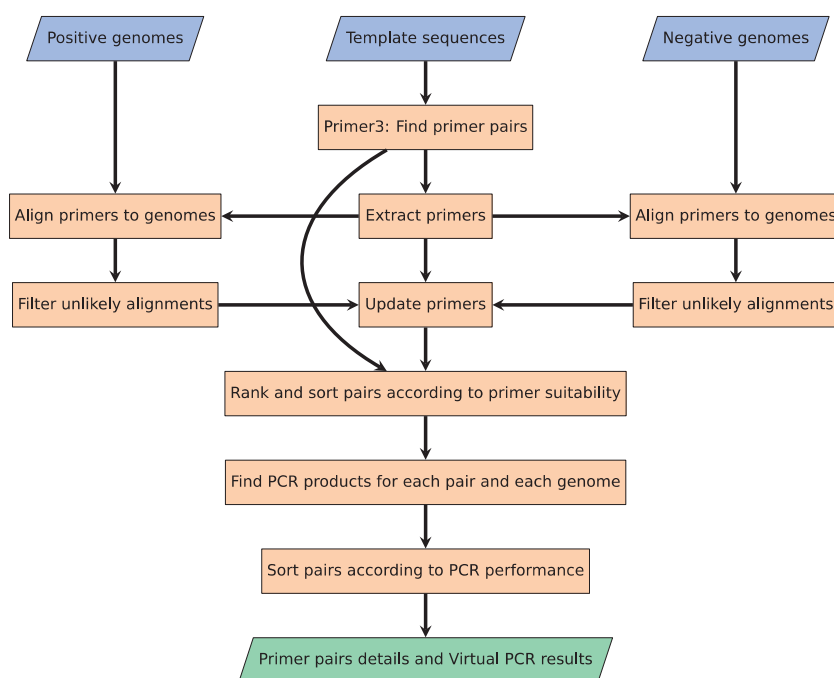 Positive genomes
Template sequences
Negative genomes
Primer3: Find primer pairs
Align primers to genomes
Extract primers
Align primers to genomes
Filter unlikely alignments
Update primers
Filter unlikely alignments
Rank and sort pairs according to primer suitability
Find PCR products for each pair and each genome
Sort pairs according to PCR performance
Primer pairs details and Virtual PCR results